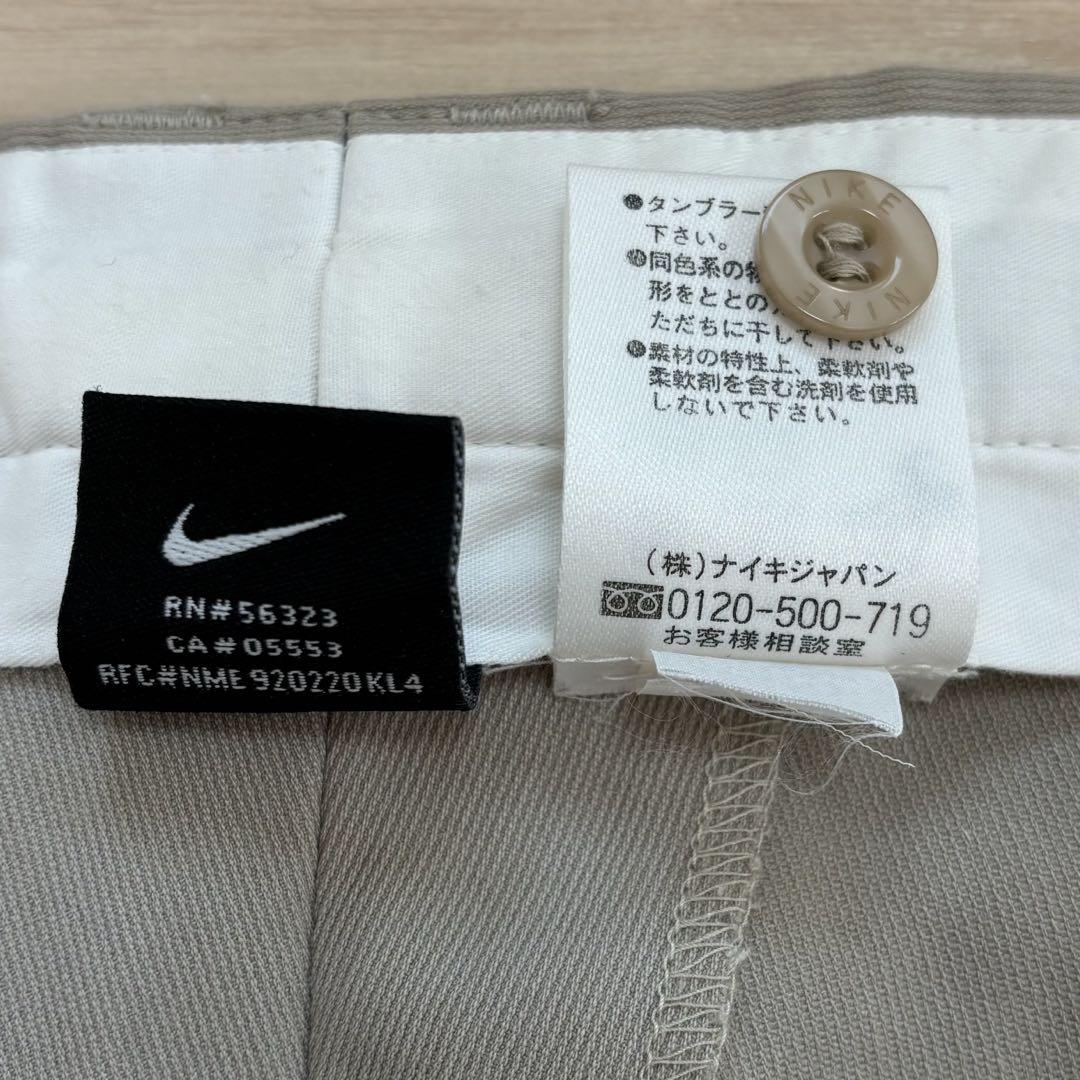 NIKE
NIKE
●タンブラー
下さい。
●同色系の物
形をととの
ただちに干して下さい。
●素材の特性上、柔軟剤や
柔軟剤を含む洗剤を使用
しないで下さい。
(株)ナイキジャパン
0120-500-719
お客様相談室
RN#56323
CA#05553
RFC#NME920220KL4